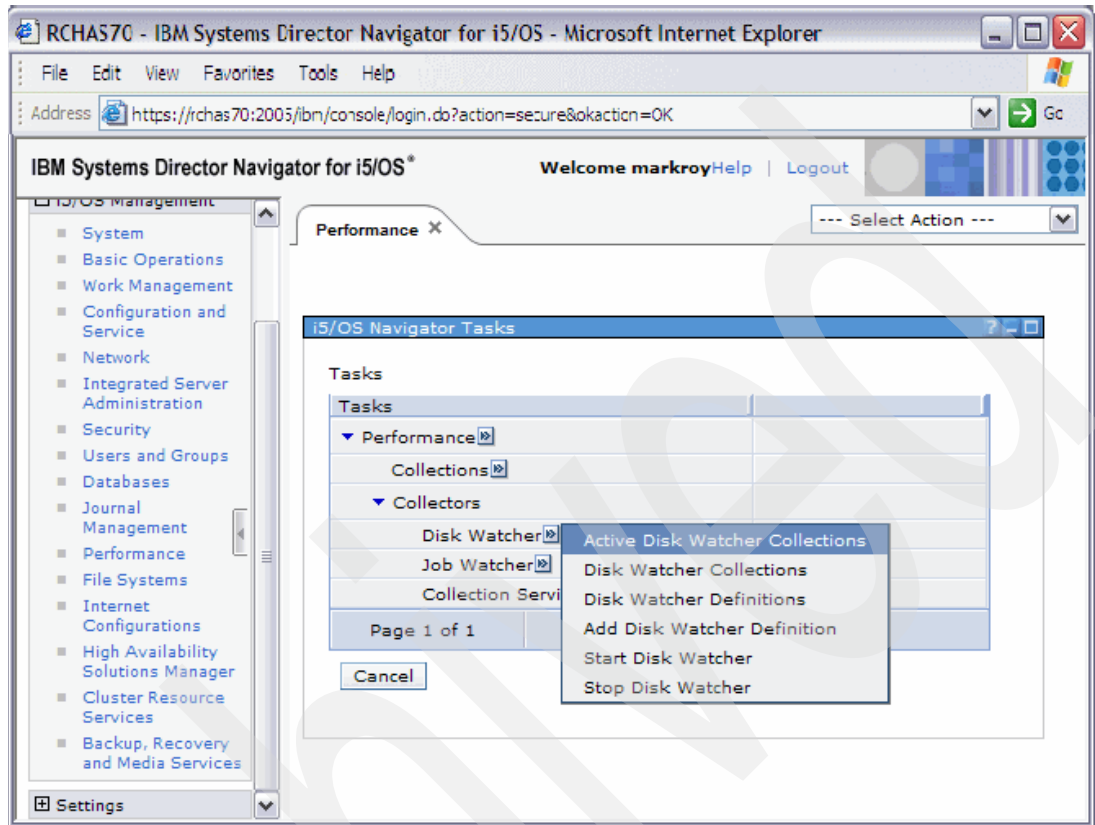 RCHAS70 - IBM Systems Director Navigator for i5/OS - Microsoft Internet Explorer
File Edit View Favorites Tools Help
Address https://rchas70:2005/ibm/console/login.do?action=secure&okaction=OK Go
IBM Systems Director Navigator for i5/OS® Welcome markroy Help | Logout
i5/OS Management
Performance
--- Select Action ---
System
Basic Operations
Work Management
Configuration and
Service
Network
Integrated Server
Administration
Security
Users and Groups
Databases
Journal
Management
Performance
File Systems
Internet
Configurations
High Availability
Solutions Manager
Cluster Resource
Services
Backup, Recovery
and Media Services
Settings
i5/OS Navigator Tasks
Tasks
Tasks
Performance
Collections
Collectors
Disk Watcher
Job Watcher
Collection Servi
Page 1 of 1
Cancel
Active Disk Watcher Collections
Disk Watcher Collections
Disk Watcher Definitions
Add Disk Watcher Definition
Start Disk Watcher
Stop Disk Watcher